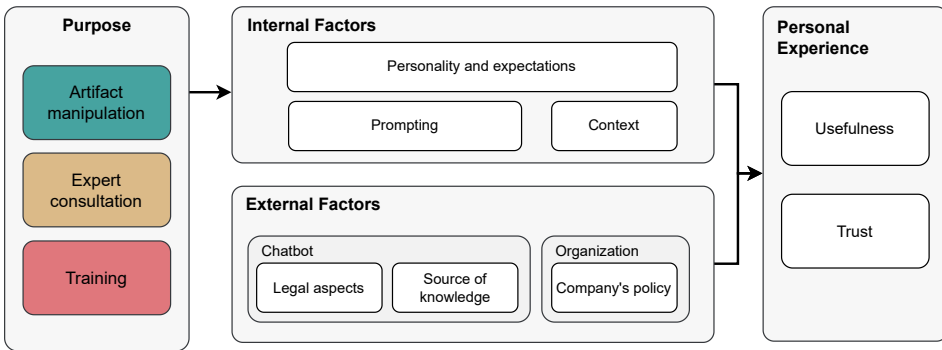 Purpose
Artifact
manipulation
Expert
consultation
Training
Internal Factors
Personality and expectations
Prompting
Context
External Factors
Chatbot
Legal aspects
Source of
knowledge
Organization
Company's policy
Personal
Experience
Usefulness
Trust